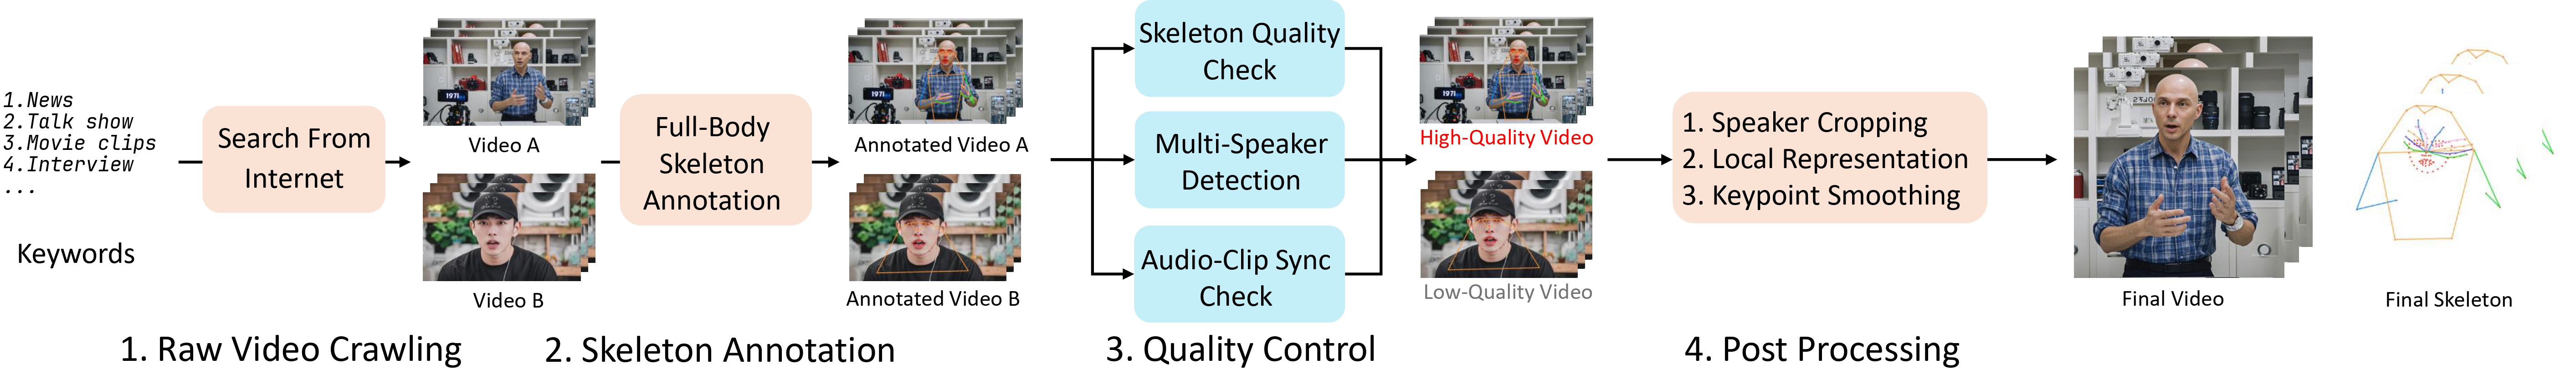 1.News
2.Talk show
3.Movie clips
4.Interview
...
Keywords
Search From
Internet
1971
Video A
Video B
Full-Body
Skeleton
Annotation
1971
Annotated Video A
Annotated Video B
Skeleton Quality
Check
Multi-Speaker
Detection
Audio-Clip Sync
Check
1971
High-Quality Video
Low-Quality Video
1. Speaker Cropping
2. Local Representation
3. Keypoint Smoothing
Final Video
Final Skeleton
1. Raw Video Crawling
2. Skeleton Annotation
3. Quality Control
4. Post Processing